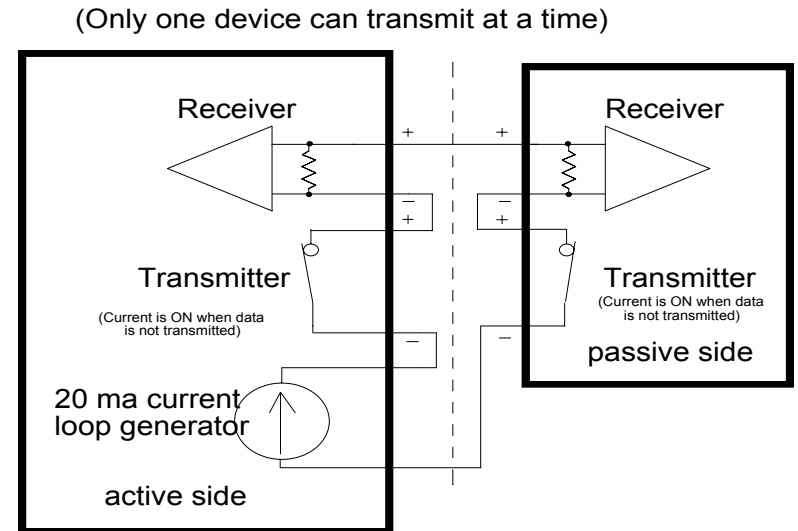 (Only one device can transmit at a time)
Receiver
Receiver
+
+
−
−
+
+
Transmitter
(Current is ON when data
is not transmitted)
Transmitter
(Current is ON when data
is not transmitted)
−
−
passive side
20 ma current
loop generator
active side